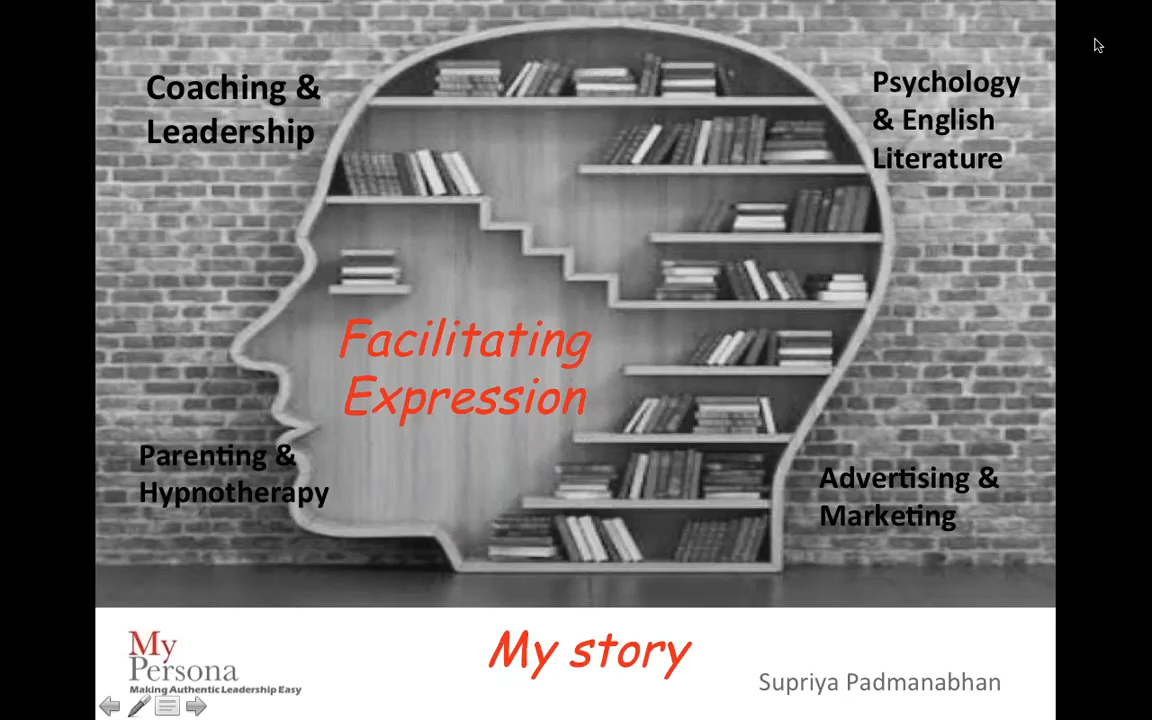 Coaching &
Leadership
Psychology
& English
Literature
Facilitating
Expression
Parenting &
Hypnotherapy
Advertising &
Marketing
My story
My
Persona
Making Authentic Leadership Easy
Supriya Padmanabhan